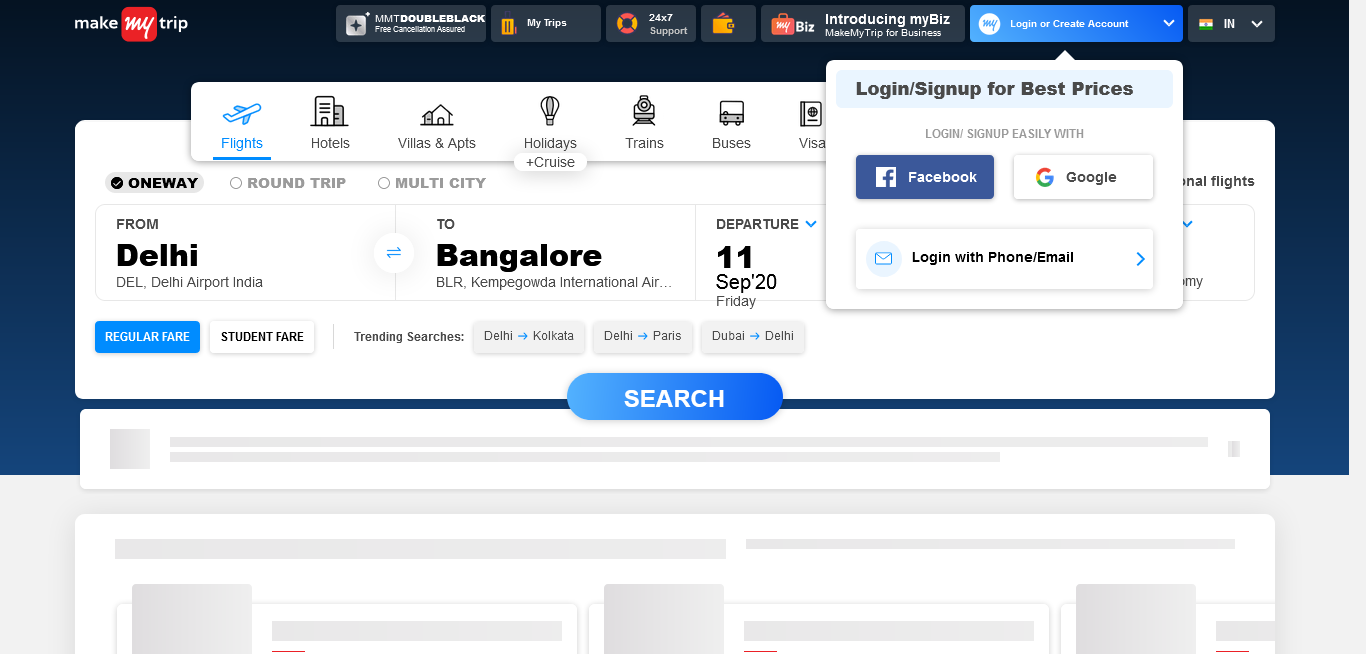 make my trip
MMTDOUBLEBLACK
Free Cancellation Assured
My Trips
24x7
Support
my Biz
Introducing myBiz
MakeMyTrip for Business
my
Login or Create Account
IN
Login/Signup for Best Prices
LOGIN/ SIGNUP EASILY WITH
Facebook
Google
Login with Phone/Email
Flights
Hotels
Villas & Apts
Holidays
+Cruise
Trains
Buses
Visa
ONEWAY
ROUND TRIP
MULTI CITY
flights
FROM
Delhi
DEL, Delhi Airport India
TO
Bangalore
BLR, Kempegowda International Air...
DEPARTURE
11
Sep'20
Friday
REGULAR FARE
STUDENT FARE
Trending Searches:
Delhi → Kolkata
Delhi → Paris
Dubai → Delhi
SEARCH